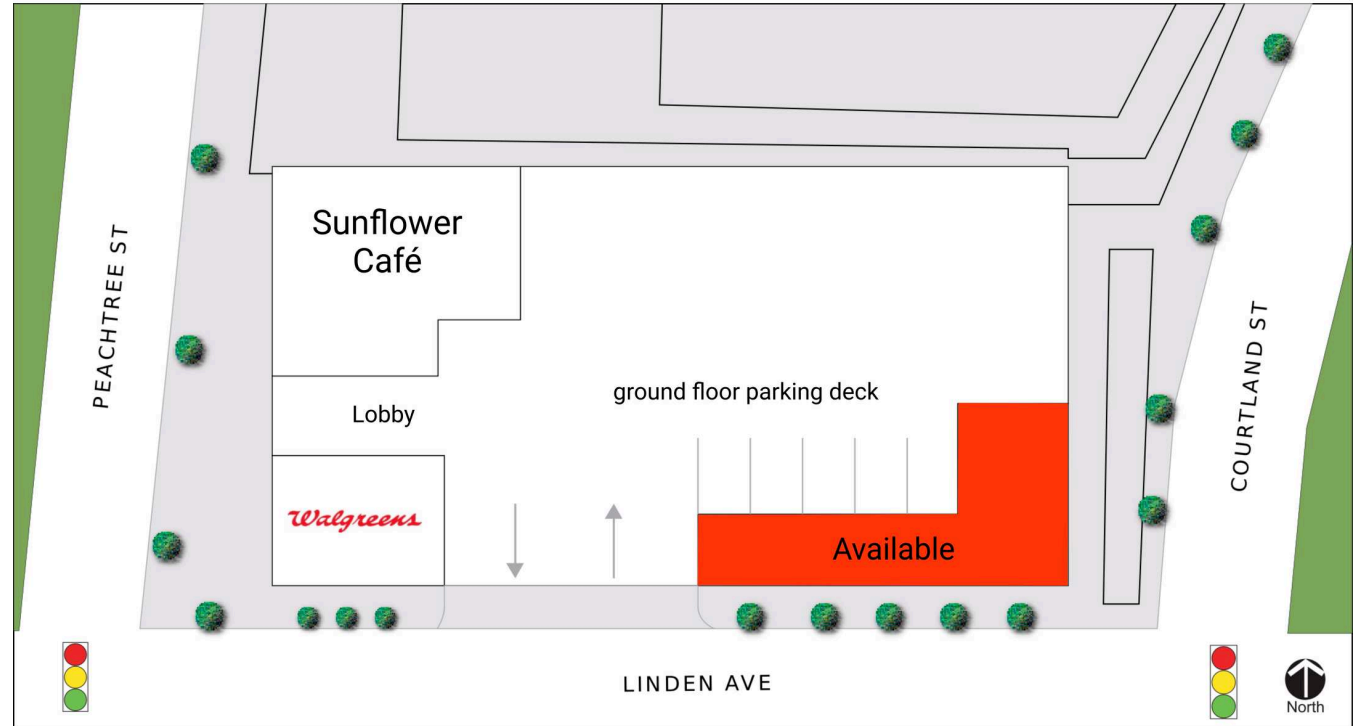 Sunflower
Café
PEACHTREE ST
ground floor parking deck
Lobby
COURTLAND ST
Walgreens
Available
LINDEN AVE
North